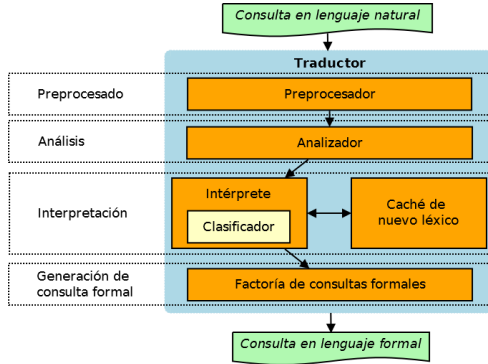 Consulta en lenguaje natural
Traductor
Preprocesado
Preprocesador
Análisis
Analizador
Interpretación
Intérprete
Clasificador
Caché de
nuevo léxico
Generación de
consulta formal
Factoría de consultas formales
Consulta en lenguaje formal